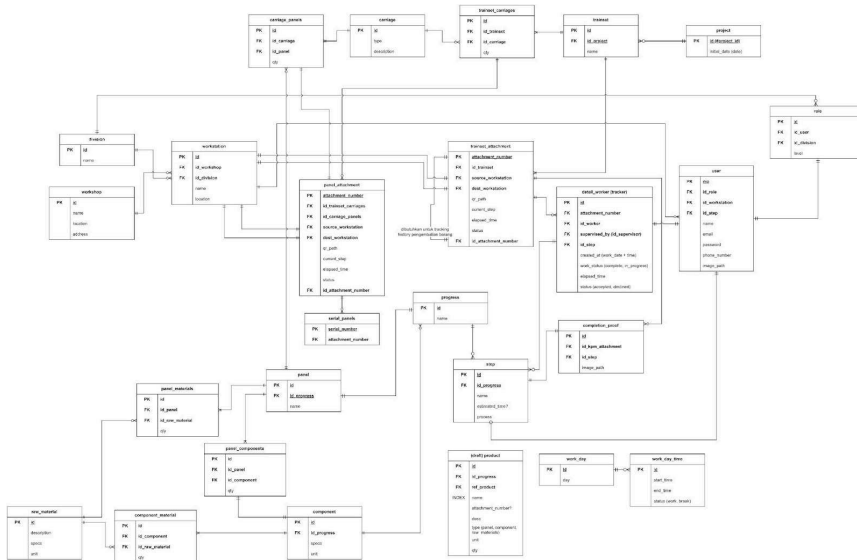 carriage_panels
PK id
FK id_carriage
FK id_panel
qty
carriage
PK id
type
description
trainset_carriages
PK id
FK id_trainset
FK id_carriage
qty
trainset
PK id
FK id_project
name
project
PK
initial_date (date)
division
PK id
name
workshop
PK id
name
location
address
workstation
PK id
FK id_workshop
FK id_division
name
location
panel_attachment
PK attachment_number
FK id_trainset_carriages
FK id_carriage_panels
FK source_workstation
FK dest_workstation
qr_path
current_step
elapsed_time
status
FK id_attachment_number
serial_panels
PK serial_number
FK attachment_number
trainset_attachment
PK attachment_number
FK id_trainset
FK source_workstation
FK dest_workstation
qr_path
current_step
elapsed_time
status
FK id_attachment_number
dibutuhkan untuk tracking
history pengembalian barang
detail_worker (tracker)
PK id
FK attachment_number
FK id_worker
FK supervised_by (id_supervisor)
FK id_step
created_at (work_date + time)
work_status (complete, in_progress)
elapsed_time
status
role
PK id
FK id_user
FK id_division
level
user
PK
FK id_role
FK id_workstation
FK id_step
name
email
password
phone_number
image_path
completion_proof
PK id
FK id_kpm_attachment
FK id_step
image_path
progress
PK id
name
step
PK id
FK id_progress
name
estimated_time?
process
panel
PK id
FK id_progress
name
panel_materials
PK id
FK id_panel
FK id_raw_material
qty
panel_components
PK id
FK id_panel
FK id_component
qty
raw_material
PK id
description
specs
unit
component_material
PK id
FK id_component
FK id_raw_material
qty
component
PK id
FK id_progress
specs
unit
(draft) product
PK id
FK id_progress
FK ref_product
INDEX name
attachment_number?
desc
type (panel, component,
raw_materials)
unit
qty
work_day
PK id
day
work_day_time
PK id
start_time
end_time
status (work, break)